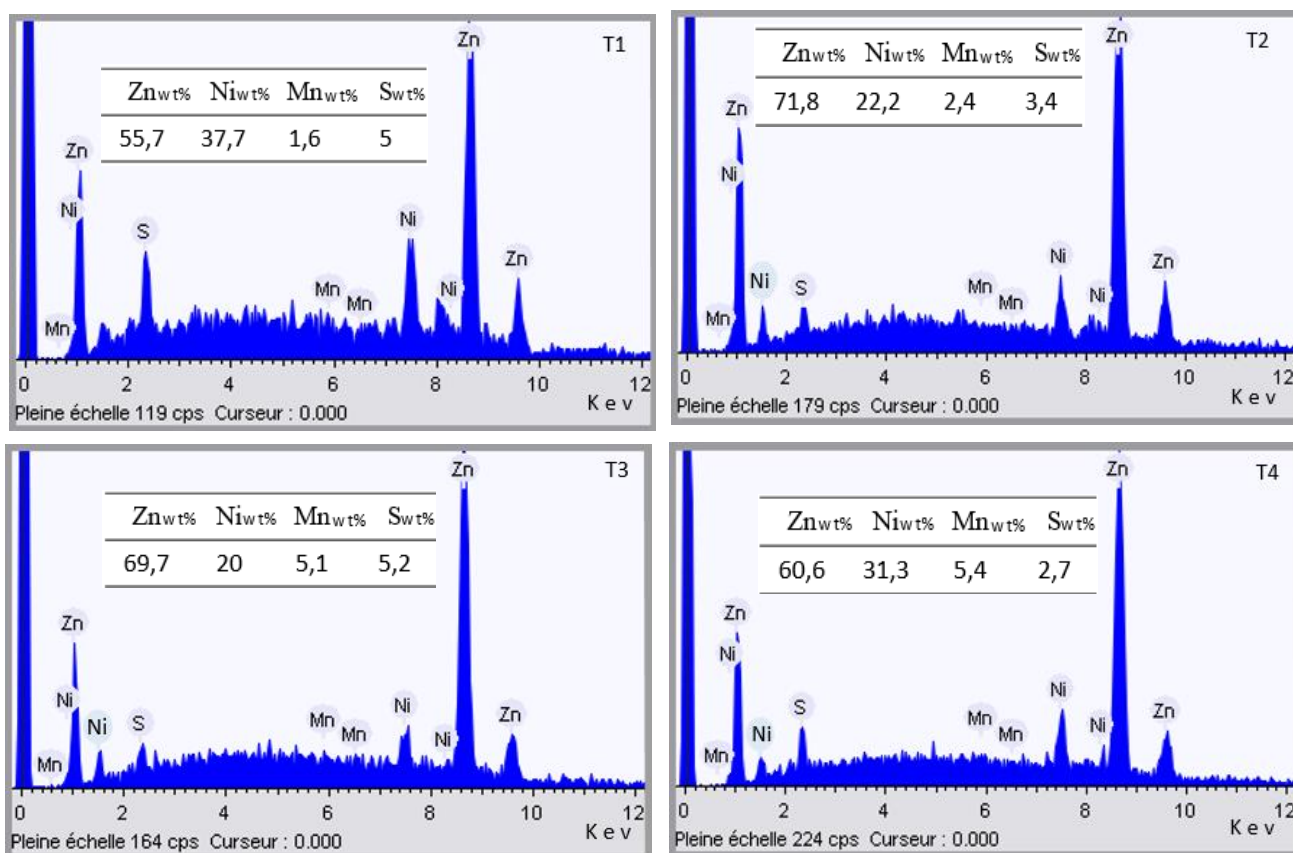 T1
Znwt% Niwt% Mnwt% Swt%
55,7 37,7 1,6 5
Zn
Zn
Ni
S
Ni
Mn
Mn
Ni
Zn
Mn
0 2 4 6 8 10 12
Pleine échelle 119 cps Curseur : 0.000
K e v
T2
Znwt% Niwt% Mnwt% Swt%
71,8 22,2 2,4 3,4
Zn
Zn
Ni
Ni
S
Ni
Mn
Mn
Ni
Zn
Mn
0 2 4 6 8 10 12
Pleine échelle 179 cps Curseur : 0.000
K e v
T3
Znwt% Niwt% Mnwt% Swt%
69,7 20 5,1 5,2
Zn
Zn
Ni
Ni
S
Ni
Mn
Mn
Ni
Zn
Mn
0 2 4 6 8 10 12
Pleine échelle 164 cps Curseur : 0.000
K e v
T4
Znwt% Niwt% Mnwt% Swt%
60,6 31,3 5,4 2,7
Zn
Zn
Ni
Ni
S
Ni
Mn
Mn
Ni
Zn
Mn
0 2 4 6 8 10 12
Pleine échelle 224 cps Curseur : 0.000
K e v